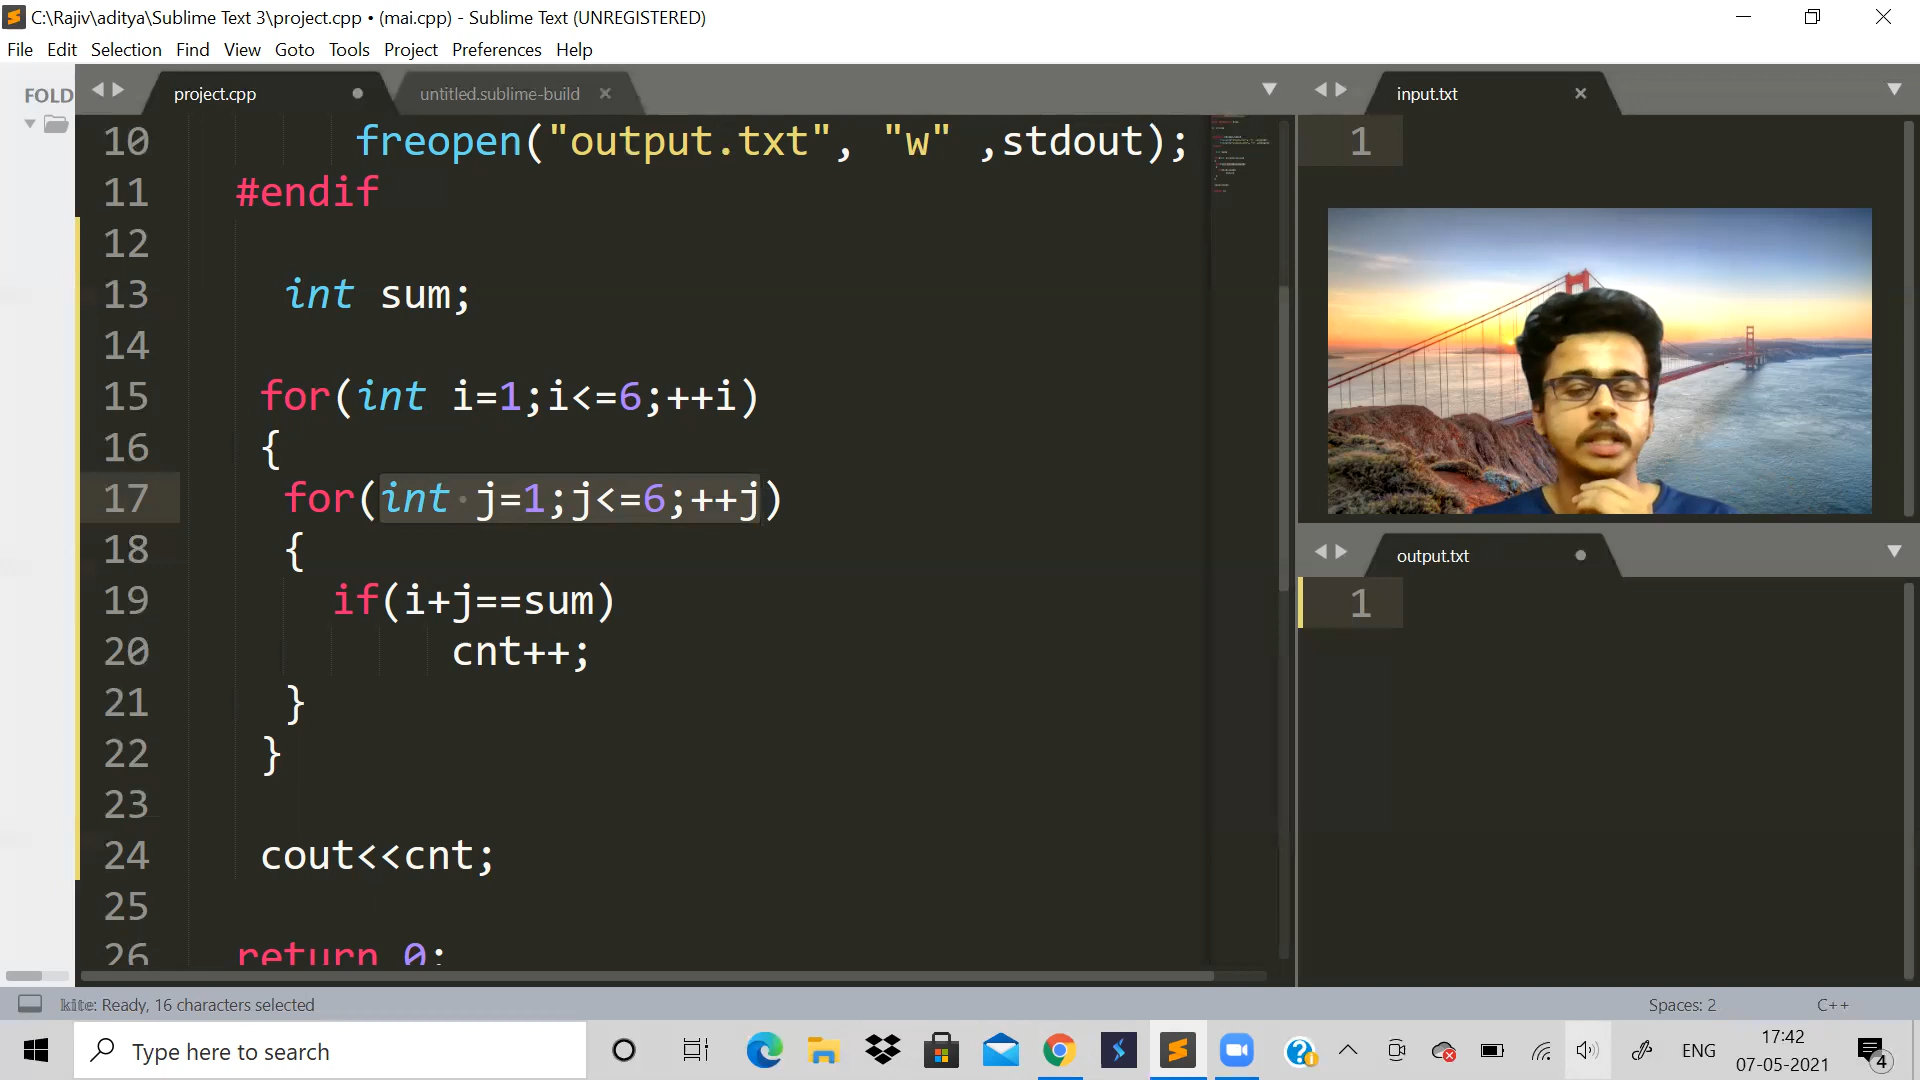 C:\Rajiv\aditya\Sublime Text 3\project.cpp • (mai.cpp) - Sublime Text (UNREGISTERED)
File Edit Selection Find View Goto Tools Project Preferences Help
FOLD
project.cpp
untitled.sublime-build
10 freopen("output.txt", "w" ,stdout);
11 #endif
12
13 int sum;
14
15 for(int i=1;i<=6;++i)
16 {
17 for(int j=1;j<=6;++j)
18 {
19 if(i+j==sum)
20 cnt++;
21 }
22 }
23
24 cout<<cnt;
25
26 return 0;
input.txt
1
output.txt
1
kite: Ready, 16 characters selected
Spaces: 2
C++
Type here to search
ENG
17:42
07-05-2021
4